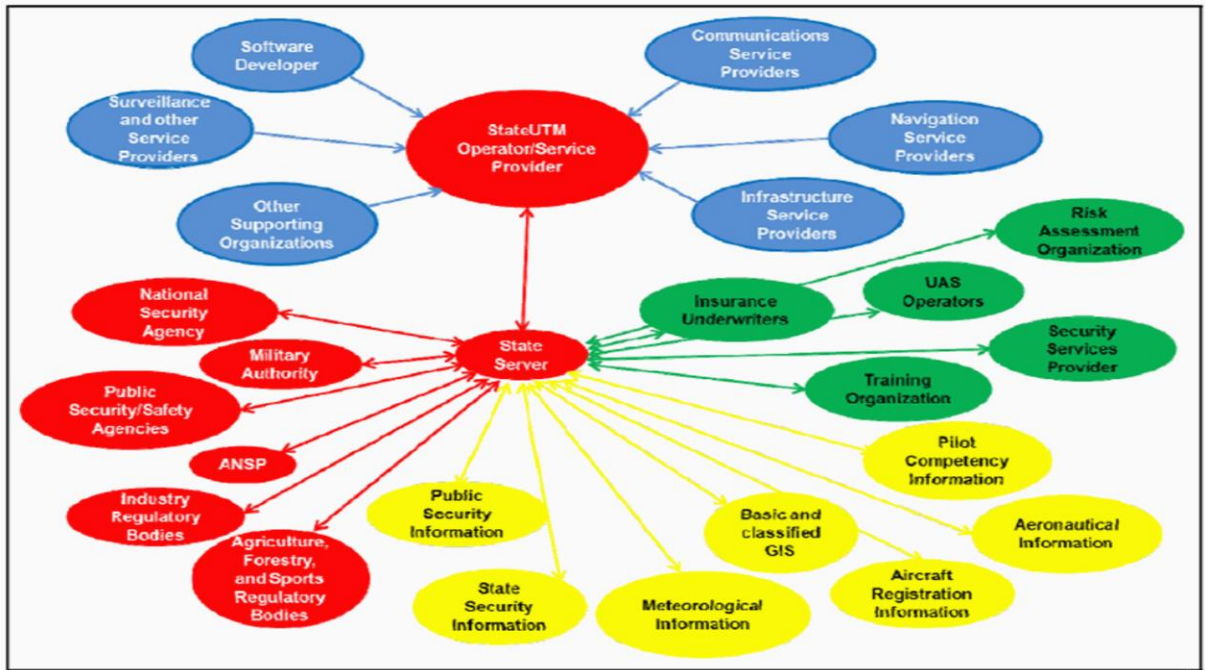 Software
Developer
Communications
Service
Providers
Surveillance
and other
Service
Providers
StateUTM
Operator/Service
Provider
Navigation
Service
Providers
Other
Supporting
Organizations
Infrastructure
Service
Providers
Risk
Assessment
Organization
National
Security
Agency
Insurance
Underwriters
UAS
Operators
Military
Authority
State
Server
Security
Services
Provider
Public
Security/Safety
Agencies
Training
Organization
ANSP
Pilot
Competency
Information
Industry
Regulatory
Bodies
Public
Security
Information
Basic and
classified
GIS
Aeronautical
Information
Agriculture,
Forestry,
and Sports
Regulatory
Bodies
State
Security
Information
Meteorological
Information
Aircraft
Registration
Information